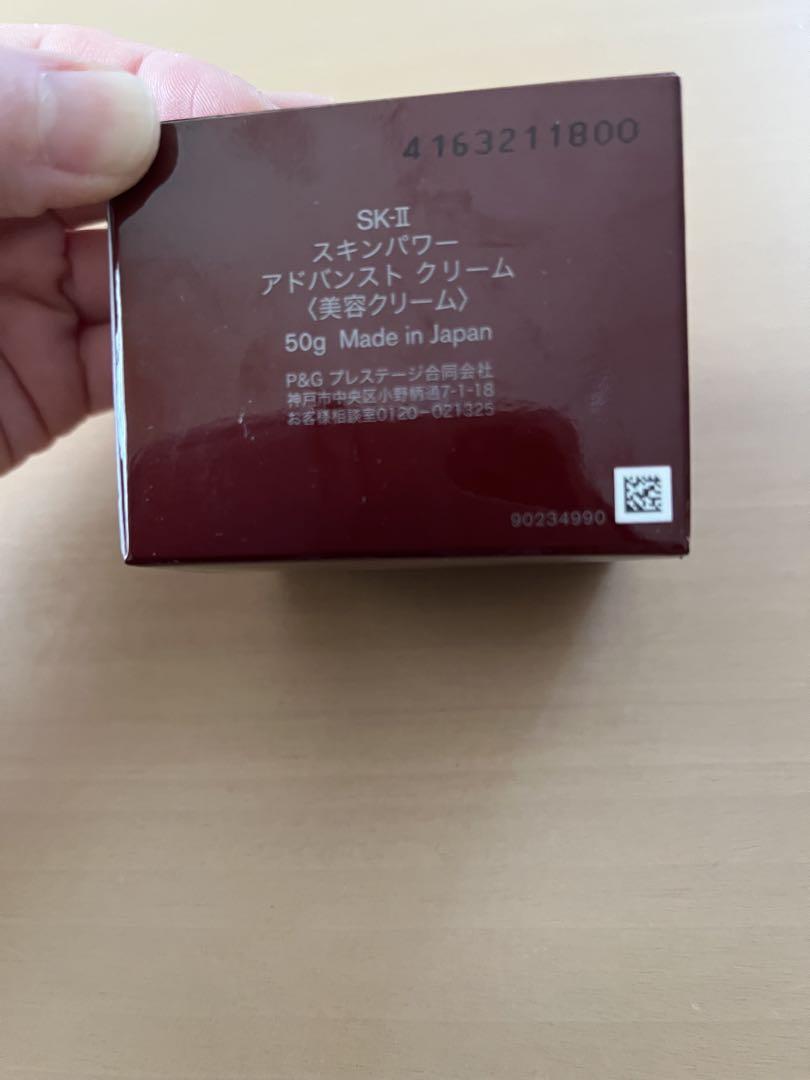 4163211800
SK-II
スキンパワー
アドバンスト クリーム
〈美容クリーム〉
50g Made in Japan
P&G プレステージ合同会社
神戸市中央区小野柄通7-1-18
お客様相談室0120-021325
90234990